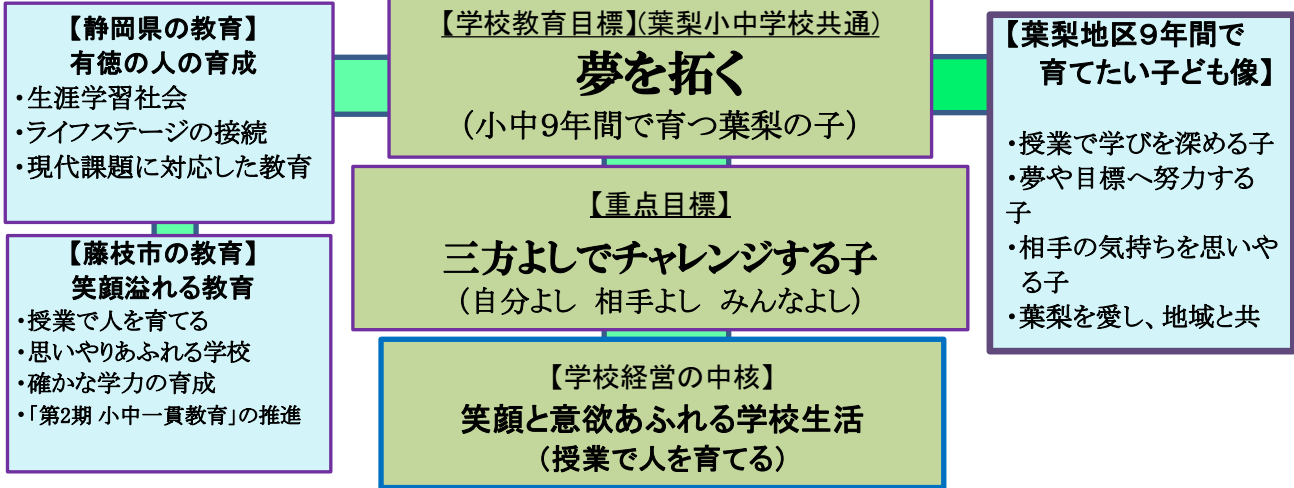 【静岡県の教育】
有徳の人の育成
・生涯学習社会
・ライフステージの接続
・現代課題に対応した教育
【藤枝市の教育】
笑顔溢れる教育
・授業で人を育てる
・思いやりあふれる学校
・確かな学力の育成
・「第2期 小中一貫教育」の推進
【学校教育目標】(葉梨小中学校共通)
夢を拓く
（小中９年間で育つ葉梨の子）
【重点目標】
三方よしでチャレンジする子
（自分よし　相手よし　みんなよし）
【学校経営の中核】
笑顔と意欲あふれる学校生活
（授業で人を育てる）
【葉梨地区９年間で
育てたい子ども像】
・授業で学びを深める子
・夢や目標へ努力する
子
・相手の気持ちを思いや
る子
・葉梨を愛し、地域と共